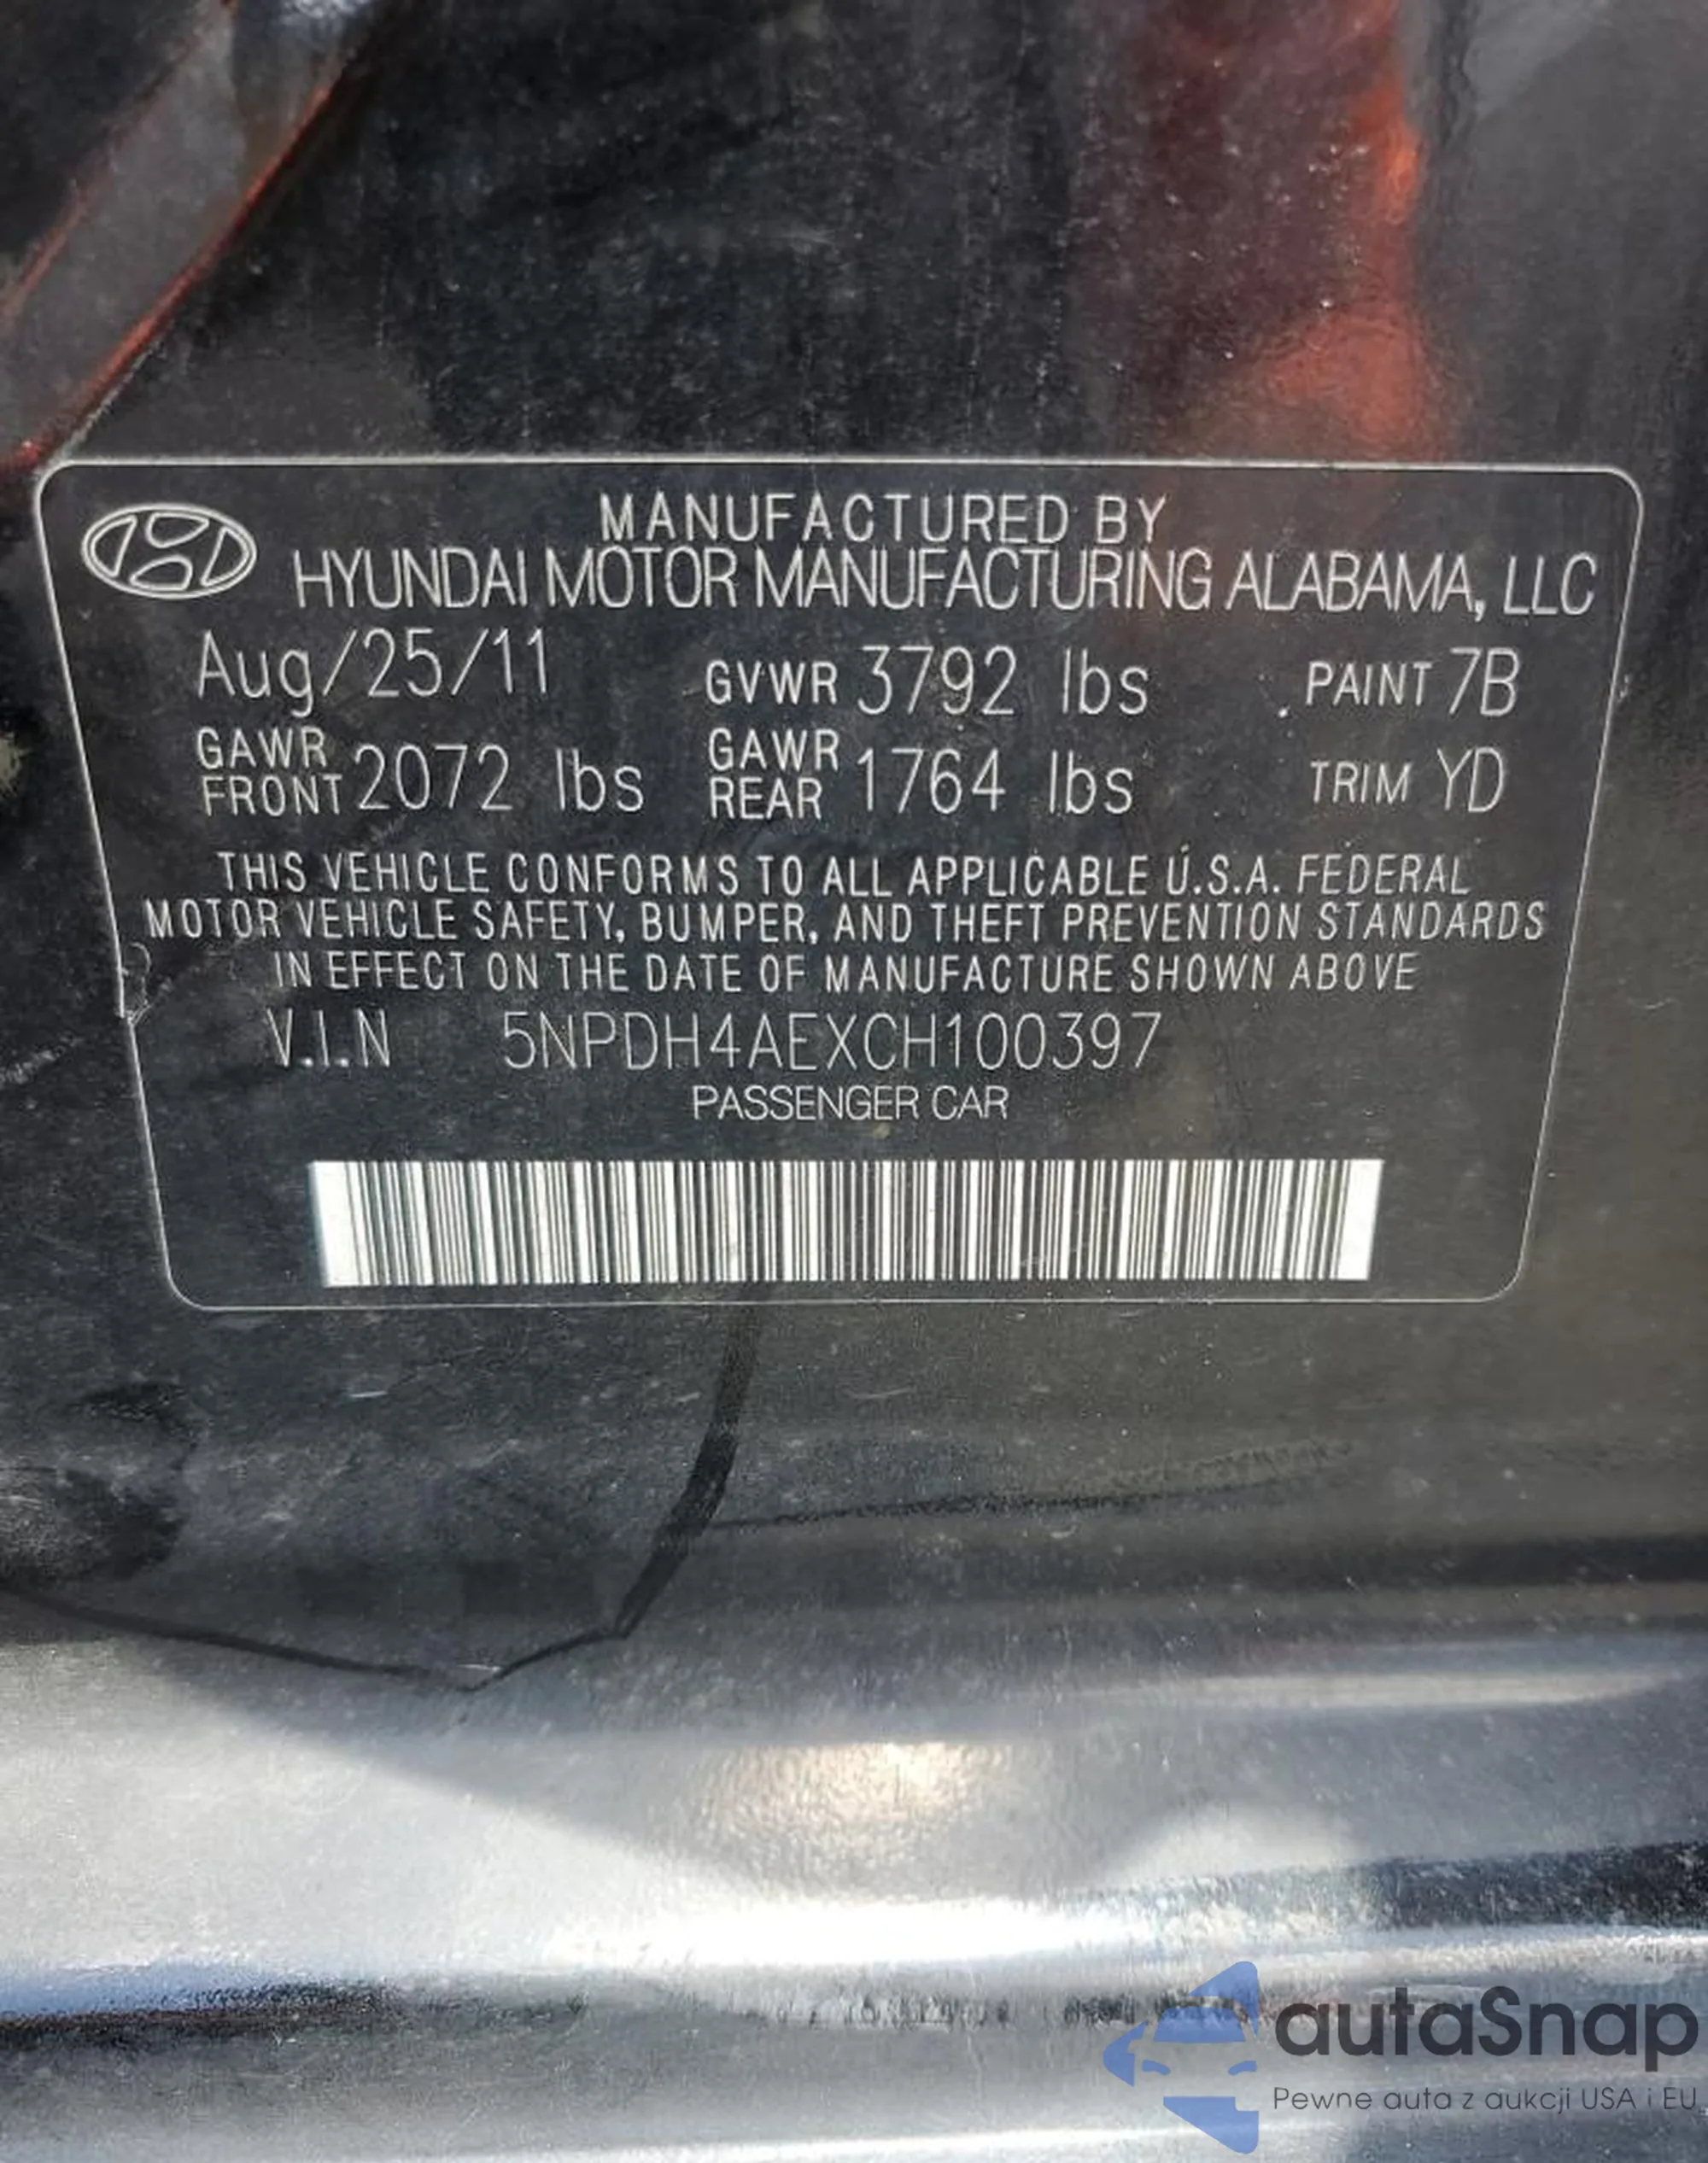 MANUFACTURED BY
HYUNDAI MOTOR MANUFACTURING ALABAMA, LLC
Aug/25/11 GVWR 3792 lbs PAINT 7B
GAWR FRONT 2072 lbs GAWR REAR 1764 lbs TRIM YD
THIS VEHICLE CONFORMS TO ALL APPLICABLE U.S.A. FEDERAL
MOTOR VEHICLE SAFETY, BUMPER, AND THEFT PREVENTION STANDARDS
IN EFFECT ON THE DATE OF MANUFACTURE SHOWN ABOVE
V.I.N 5NPDH4AEXCH100397
PASSENGER CAR
autaSnap
Pewne auta z aukcji USA i EU